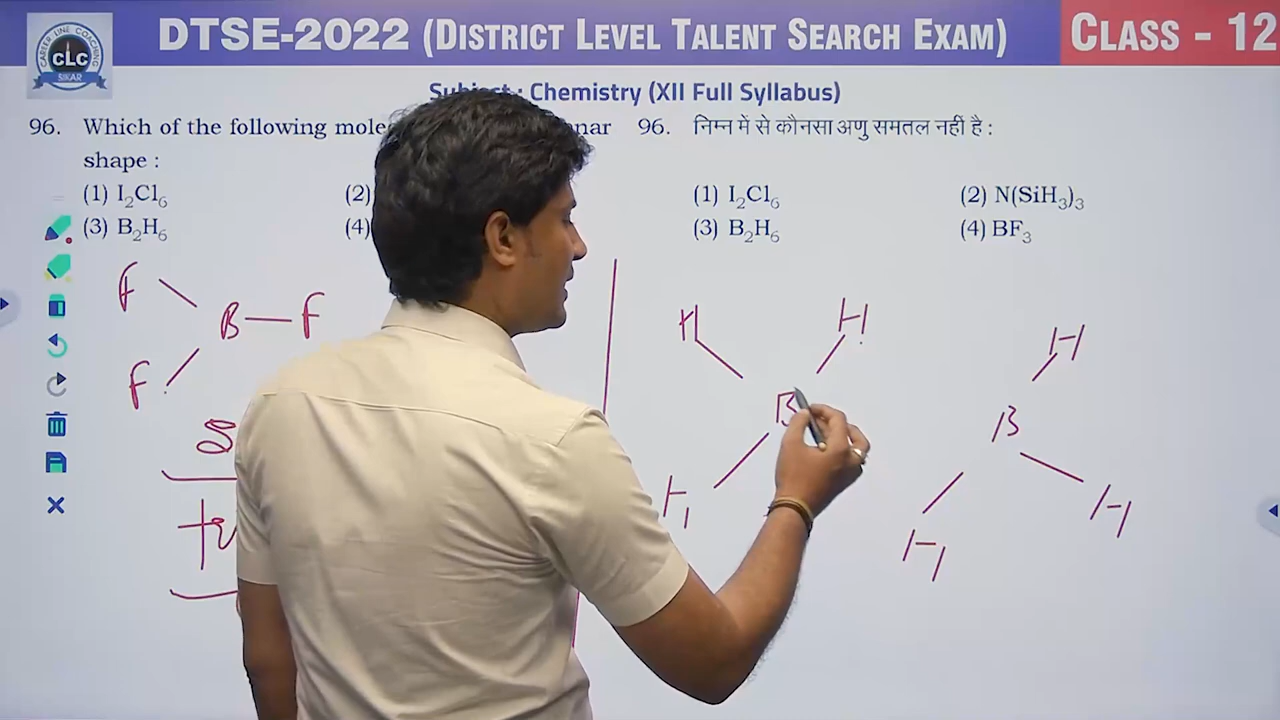 CAREER LINE COACHING
CLC
SIKAR
DTSE-2022 (DISTRICT LEVEL TALENT SEARCH EXAM)
CLASS - 12
Subject : Chemistry (XII Full Syllabus)
96. Which of the following
shape :
(1) I₂Cl₆ (2)
(3) B₂H₆ (4)
96. निम्न में से कौनसा अणु समतल नहीं है :
(1) I₂Cl₆ (2) N(SiH₃)₃
(3) B₂H₆ (4) BF₃
F
B — F
F
H H H
B B
H H H